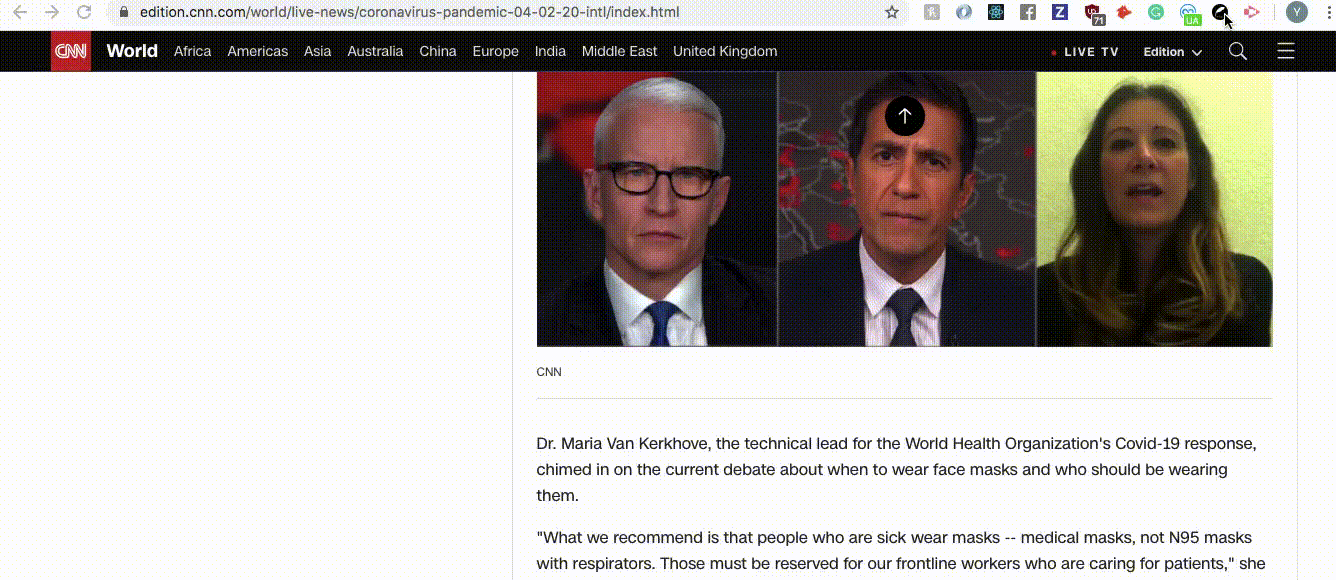 edition.cnn.com/world/live-news/coronavirus-pandemic-04-02-20-intl/index.html
Z 71 UA Y
CNN World Africa Americas Asia Australia China Europe India Middle East United Kingdom LIVE TV Edition
CNN
Dr. Maria Van Kerkhove, the technical lead for the World Health Organization's Covid-19 response,
chimed in on the current debate about when to wear face masks and who should be wearing
them.
"What we recommend is that people who are sick wear masks -- medical masks, not N95 masks
with respirators. Those must be reserved for our frontline workers who are caring for patients," she